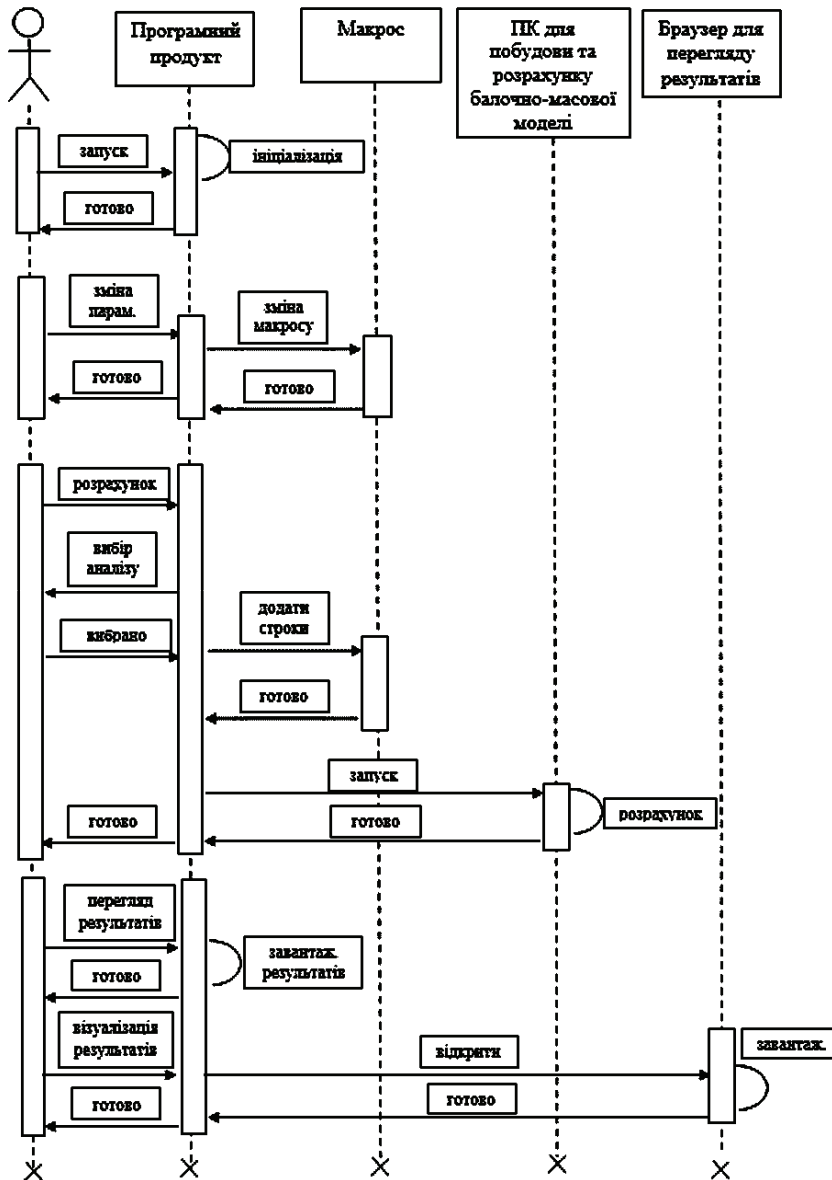 Програмний
продукт
Макрос
ПК для
побудови та
розрахунку
балочно-масової
моделі
Браузер для
перегляду
результатів
запуск
ініціалізація
готово
зміна
парам.
зміна
макросу
готово
готово
розрахунок
вибір
аналізу
вибрано
додати
строки
готово
запуск
розрахунок
готово
готово
перегляд
результатів
завантаж.
результатів
готово
візуалізація
результатів
відкрити
завантаж.
готово
готово